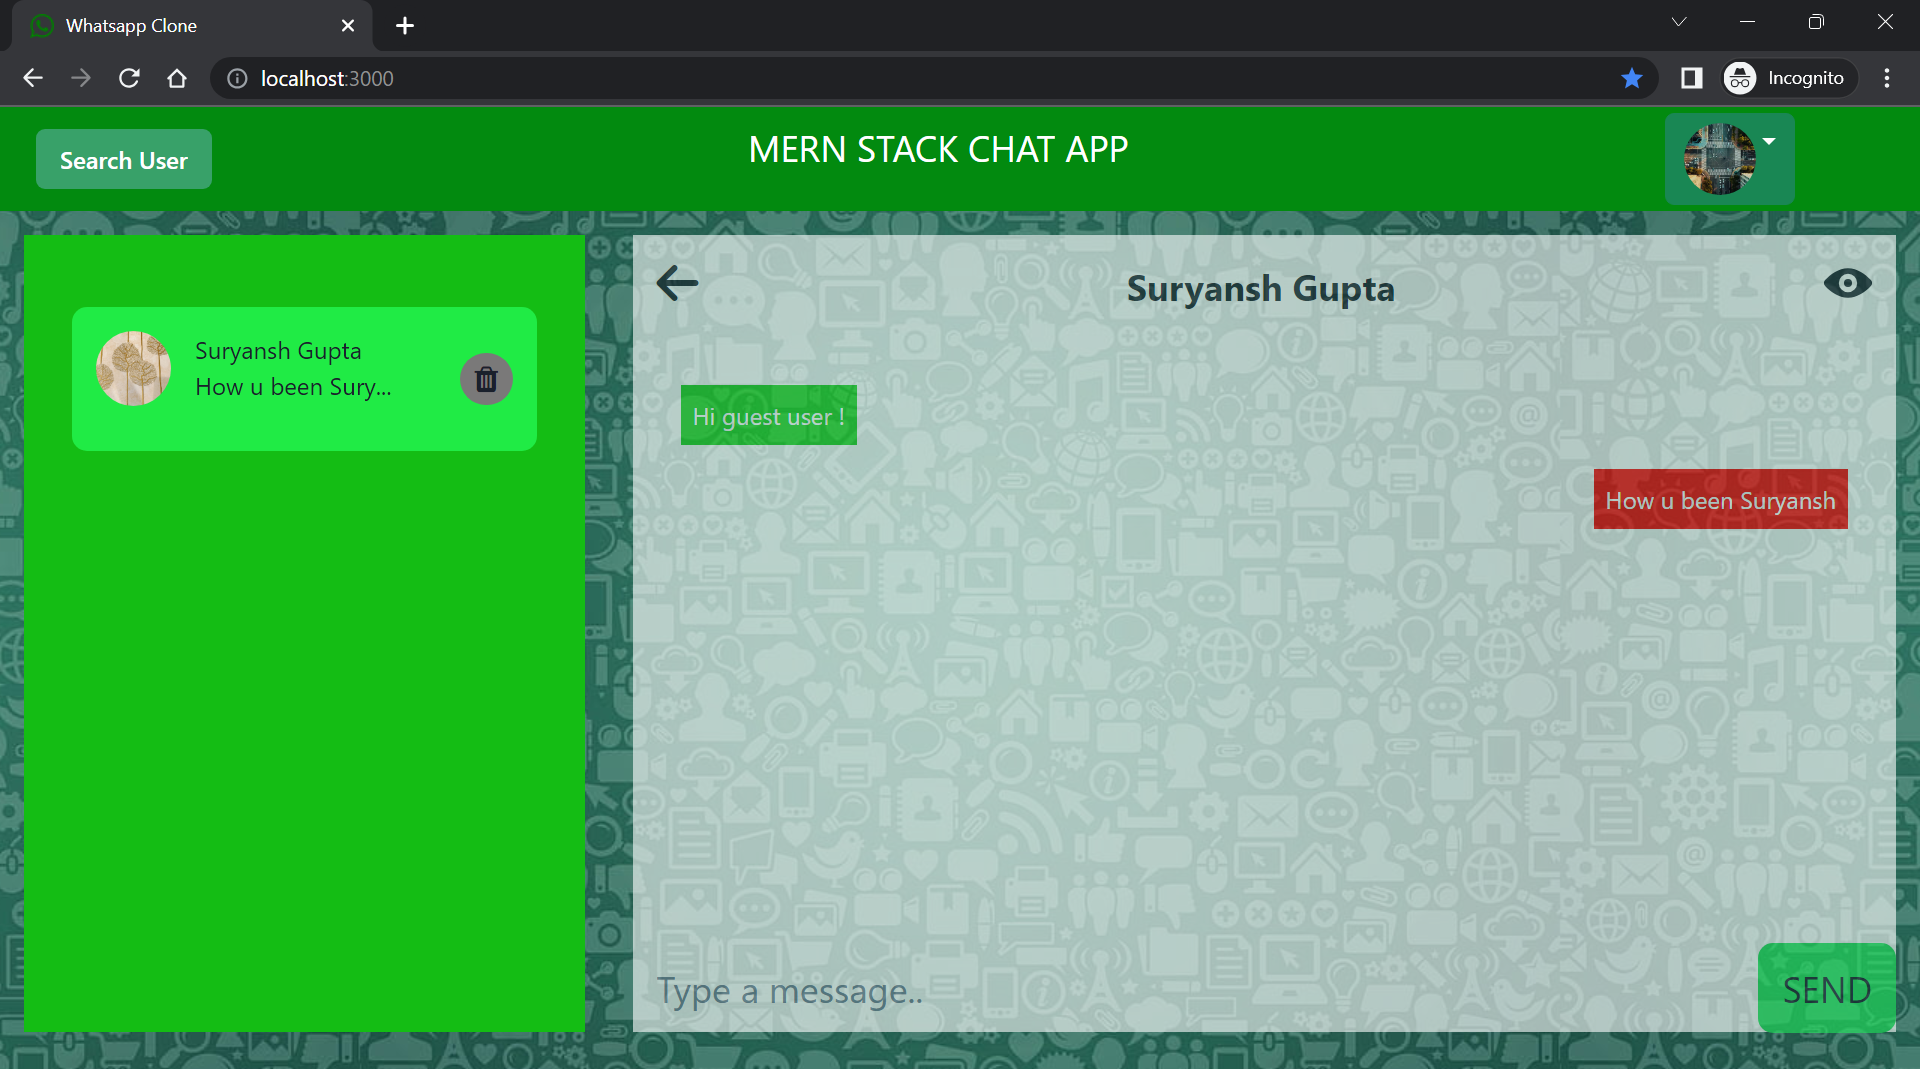 Whatsapp Clone
localhost:3000
Incognito
Search User
MERN STACK CHAT APP
Suryansh Gupta
How u been Sury...
Suryansh Gupta
Hi guest user !
How u been Suryansh
Type a message..
SEND